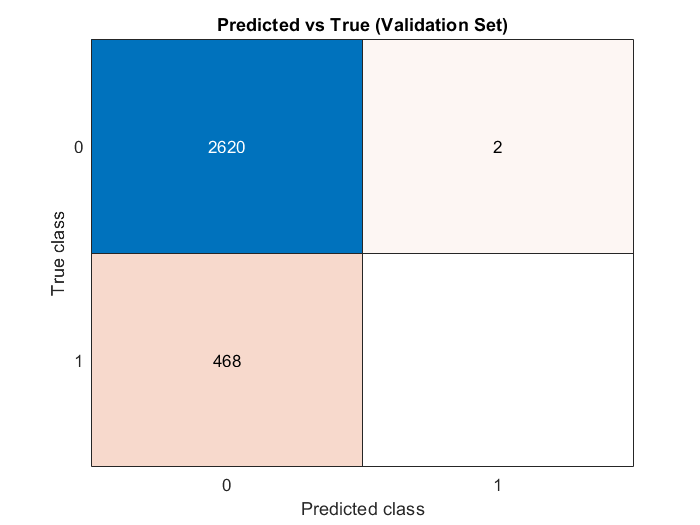 Predicted vs True (Validation Set)
True class
0
2620
2
1
468
0
1
Predicted class